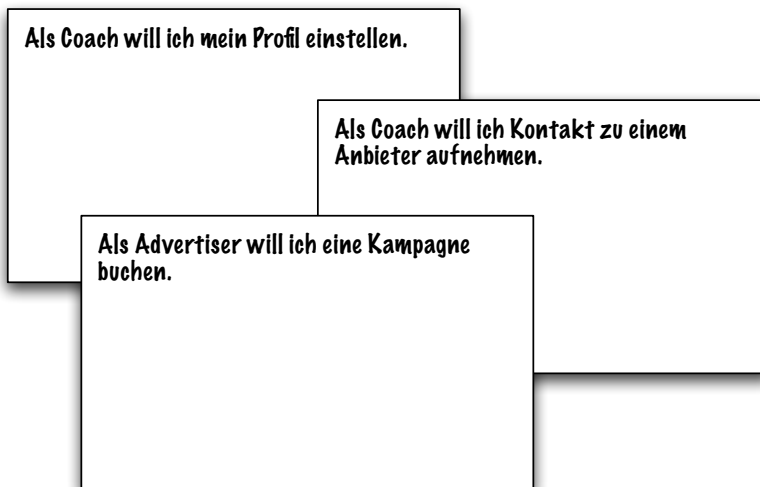 Als Coach will ich mein Profil einstellen.
Als Coach will ich Kontakt zu einem
Anbieter aufnehmen.
Als Advertiser will ich eine Kampagne
buchen.